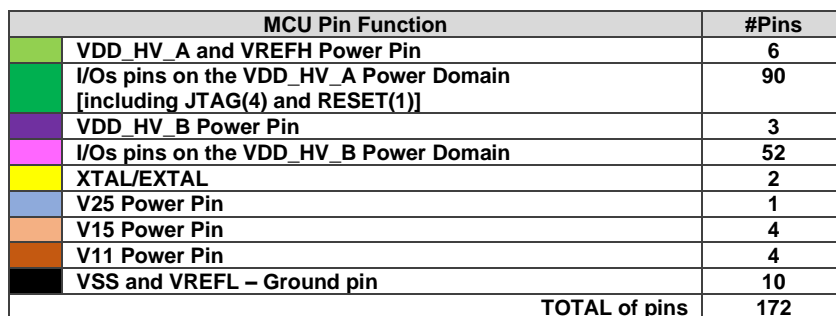 MCU Pin Function #Pins
VDD_HV_A and VREFH Power Pin 6
I/Os pins on the VDD_HV_A Power Domain 90
[including JTAG(4) and RESET(1)]
VDD_HV_B Power Pin 3
I/Os pins on the VDD_HV_B Power Domain 52
XTAL/EXTAL 2
V25 Power Pin 1
V15 Power Pin 4
V11 Power Pin 4
VSS and VREFL – Ground pin 10
TOTAL of pins 172